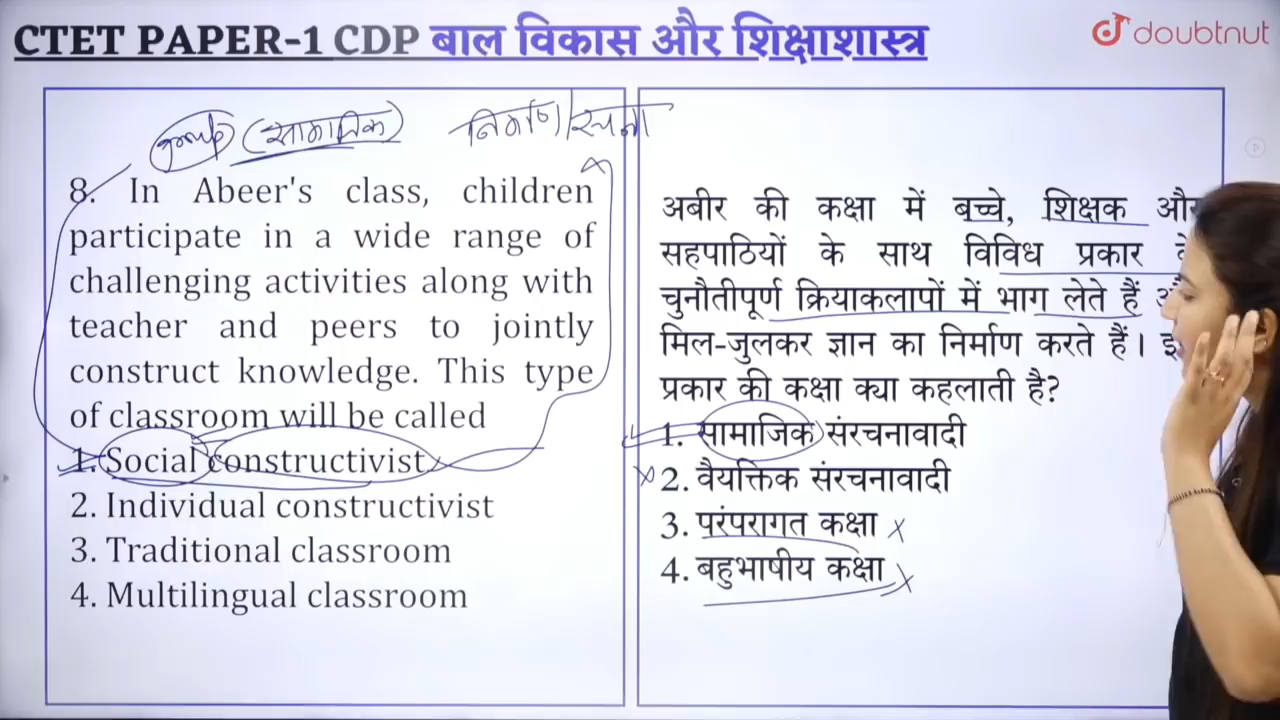 CTET PAPER-1 CDP बाल विकास और शिक्षाशास्त्र
doubtnut
group (सामाजिक) निर्माण/रचना
8. In Abeer's class, children
participate in a wide range of
challenging activities along with
teacher and peers to jointly
construct knowledge. This type
of classroom will be called
1. Social constructivist
2. Individual constructivist
3. Traditional classroom
4. Multilingual classroom
अबीर की कक्षा में बच्चे, शिक्षक और
सहपाठियों के साथ विविध प्रकार
चुनौतीपूर्ण क्रियाकलापों में भाग लेते हैं
मिल-जुलकर ज्ञान का निर्माण करते हैं।
प्रकार की कक्षा क्या कहलाती है?
1. सामाजिक संरचनावादी
2. वैयक्तिक संरचनावादी
3. परंपरागत कक्षा
4. बहुभाषीय कक्षा